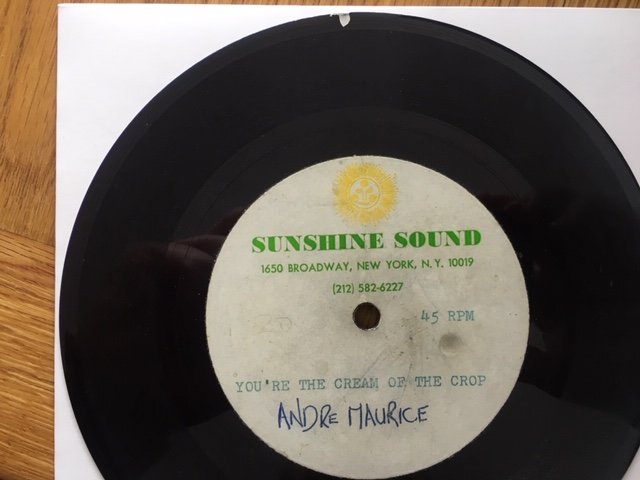 SUNSHINE SOUND
1650 BROADWAY, NEW YORK, N. Y. 10019
(212) 582-6227
45 RPM
YOU'RE THE CREAM OF THE CROP
ANDRE MAURICE